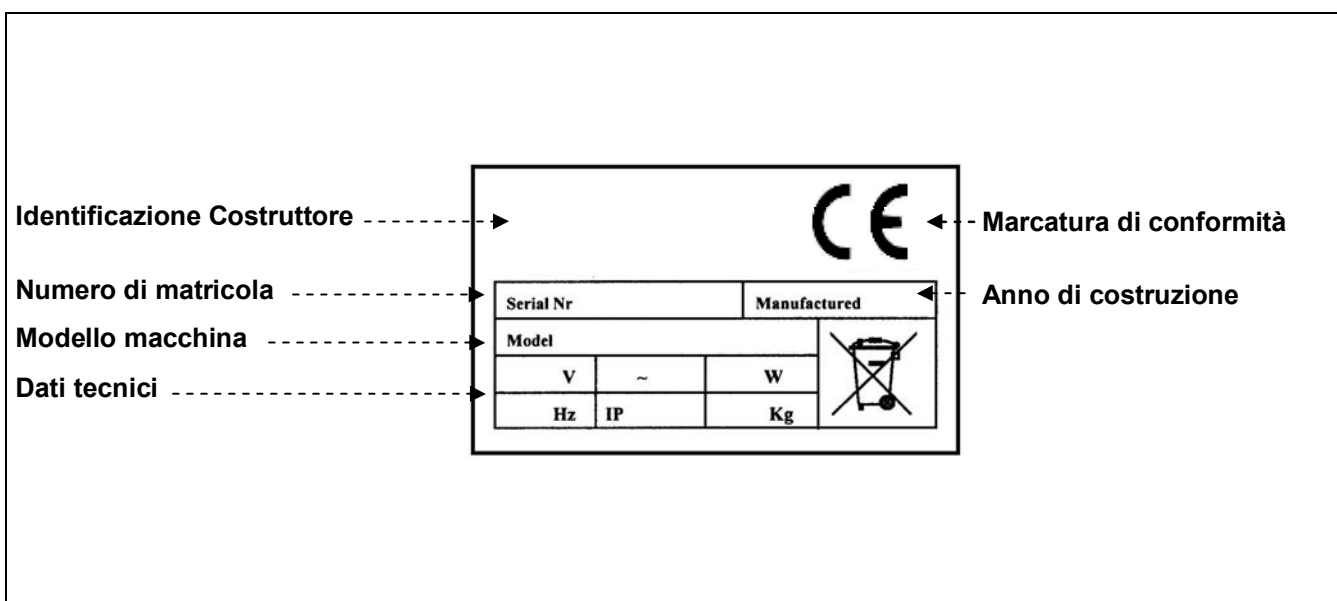 Identificazione Costruttore
CE
Marcatura di conformità
Numero di matricola
Serial Nr
Manufactured
Anno di costruzione
Modello macchina
Model
Dati tecnici
V
~
W
Hz
IP
Kg